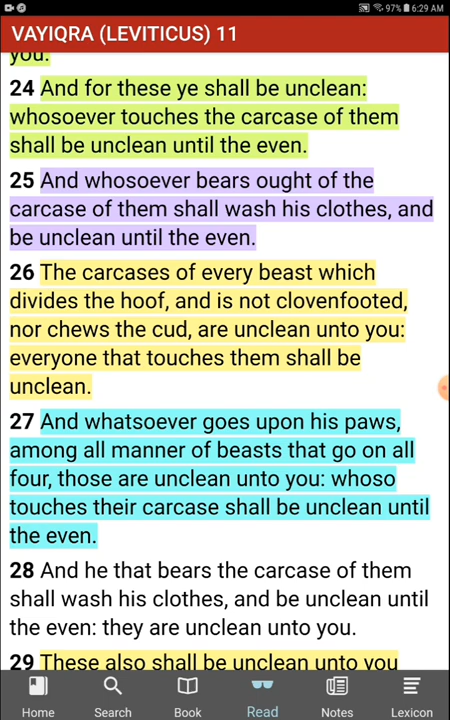 97% 6:29 AM
VAYIQRA (LEVITICUS) 11
you.
24 And for these ye shall be unclean:
whosoever touches the carcase of them
shall be unclean until the even.
25 And whosoever bears ought of the
carcase of them shall wash his clothes, and
be unclean until the even.
26 The carcases of every beast which
divides the hoof, and is not clovenfooted,
nor chews the cud, are unclean unto you:
everyone that touches them shall be
unclean.
27 And whatsoever goes upon his paws,
among all manner of beasts that go on all
four, those are unclean unto you: whoso
touches their carcase shall be unclean until
the even.
28 And he that bears the carcase of them
shall wash his clothes, and be unclean until
the even: they are unclean unto you.
29 These also shall be unclean unto you
Home Search Book Read Notes Lexicon